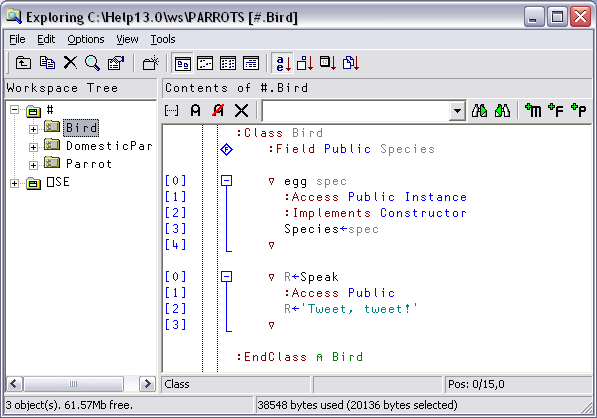 Exploring C:\Help13.0\ws\PARROTS [#.Bird]
File Edit Options View Tools
Workspace Tree
Contents of #.Bird
#
Bird
DomesticPar
Parrot
⎕SE
[···] A A +M +F +P
:Class Bird
F :Field Public Species
[0] ∇ egg spec
[1] :Access Public Instance
[2] :Implements Constructor
[3] Species←spec
[4] ∇
[0] ∇ R←Speak
[1] :Access Public
[2] R←'Tweet, tweet!'
[3] ∇
:EndClass ⍝ Bird
Class
Pos: 0/15,0
3 object(s). 61.57Mb free.
38548 bytes used (20136 bytes selected)